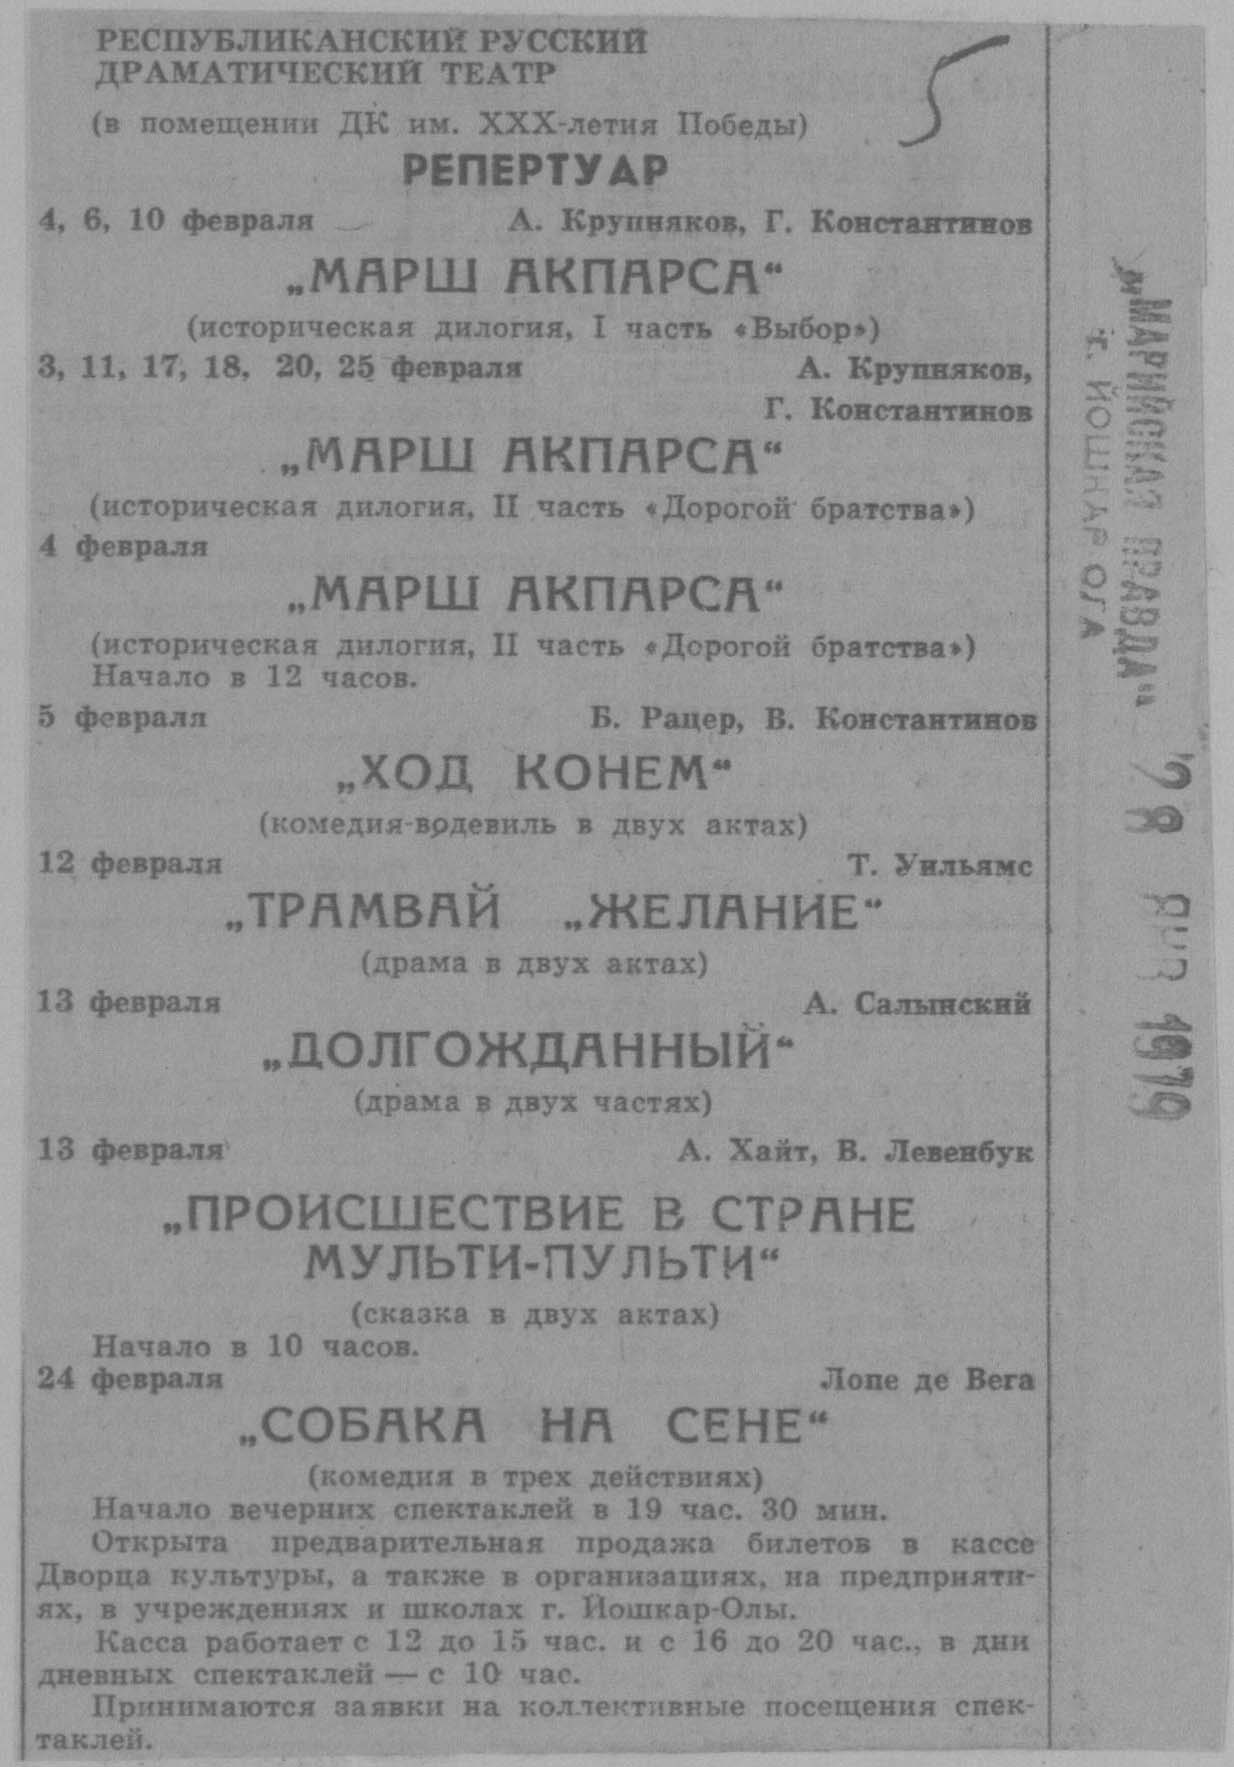 РЕСПУБЛИКАНСКИЙ РУССКИЙ
ДРАМАТИЧЕСКИЙ ТЕАТР
5
(в помещении ДК им. XXX-летия Победы)
РЕПЕРТУАР
4, 6, 10 февраля А. Крупняков, Г. Константинов
„МАРШ АКПАРСА“
(историческая дилогия, I часть «Выбор»)
3, 11, 17, 18, 20, 25 февраля А. Крупняков,
Г. Константинов
„МАРШ АКПАРСА“
(историческая дилогия, II часть «Дорогой братства»)
4 февраля
„МАРШ АКПАРСА“
(историческая дилогия, II часть «Дорогой братства»)
Начало в 12 часов.
5 февраля Б. Рацер, В. Константинов
„ХОД КОНЕМ“
(комедия-врдевиль в двух актах)
12 февраля Т. Уильямс
„ТРАМВАЙ „ЖЕЛАНИЕ“
(драма в двух актах)
13 февраля А. Салынский
„ДОЛГОЖДАННЫЙ“
(драма в двух частях)
13 февраля А. Хайт, В. Левенбук
„ПРОИСШЕСТВИЕ В СТРАНЕ
МУЛЬТИ-ПУЛЬТИ“
(сказка в двух актах)
Начало в 10 часов.
24 февраля Лопе де Вега
„СОБАКА НА СЕНЕ“
(комедия в трех действиях)
Начало вечерних спектаклей в 19 час. 30 мин.
Открыта предварительная продажа билетов в кассе
Дворца культуры, а также в организациях, на предприяти-
ях, в учреждениях и школах г. Йошкар-Олы.
Касса работает с 12 до 15 час. и с 16 до 20 час., в дни
дневных спектаклей — с 10 час.
Принимаются заявки на коллективные посещения спек-
таклей.
„МАРИЙСКАЯ ПРАВДА“
г. ЙОШКАР ОЛА
28 ЯНВ 1979